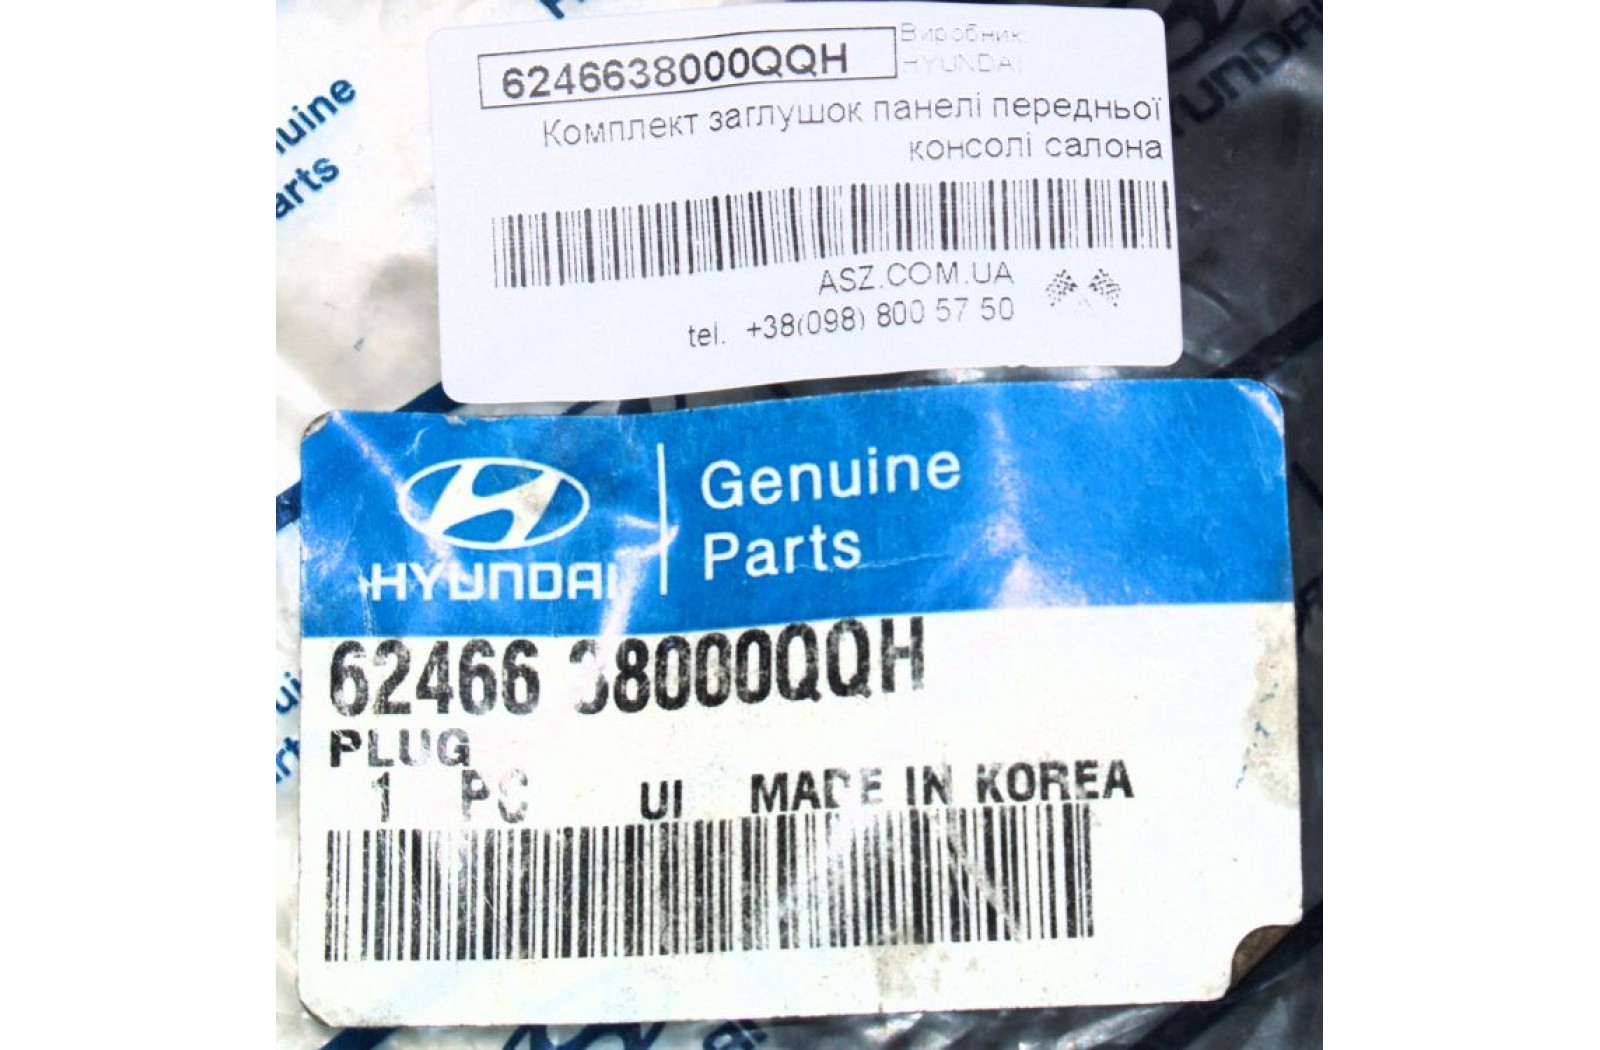 6246638000QQH
Виробник:
HYUNDAI
Комплект заглушок панелі передньої
консолі салона
ASZ.COM.UA
tel. +38(098) 800 57 50
HYUNDAI
Genuine
Parts
62466 38000QQH
PLUG
1 PC UI MADE IN KOREA